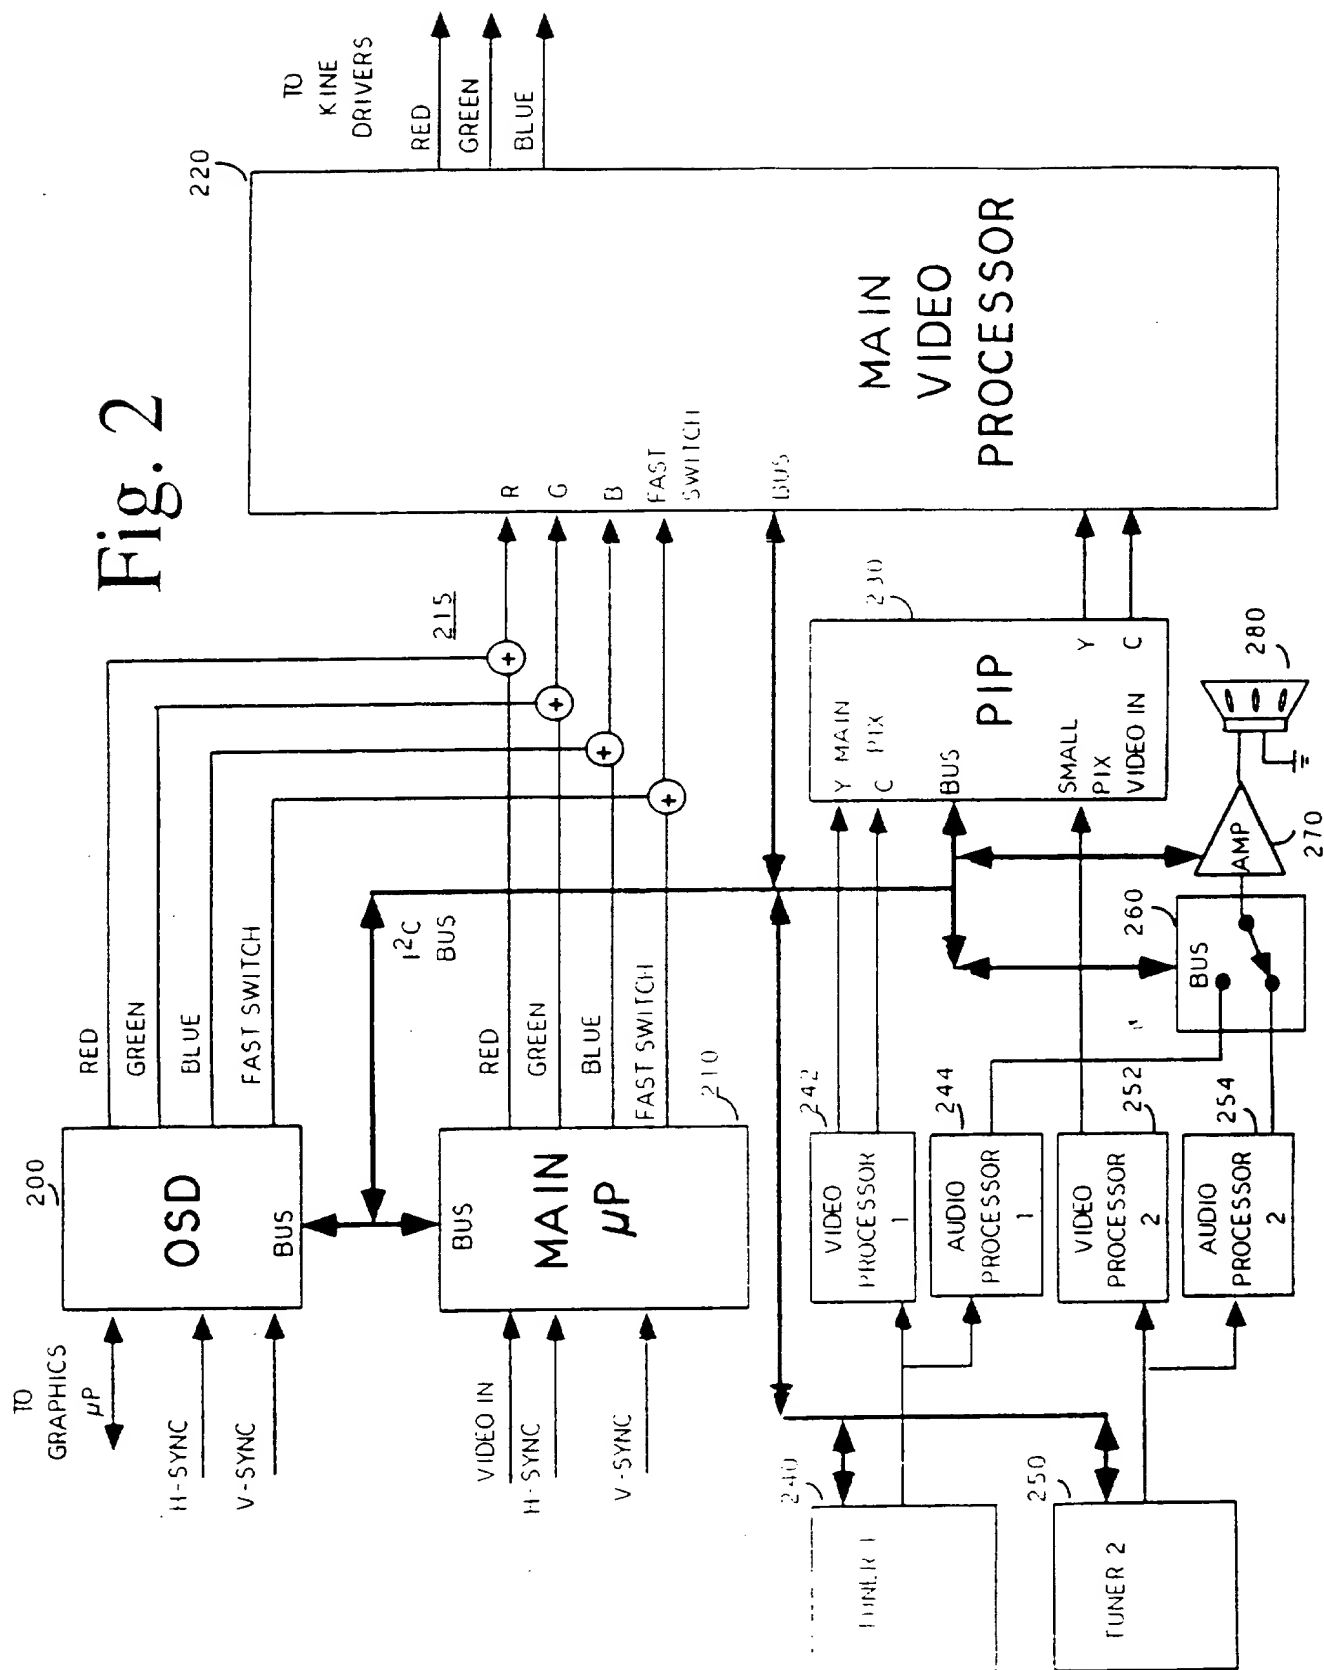 Fig. 2
TO
KINE
DRIVERS
RED
GREEN
BLUE
220
MAIN
VIDEO
PROCESSOR
R
G
B
FAST
SWITCH
BUS
215
RED
GREEN
BLUE
FAST SWITCH
200
OSD
BUS
TO
GRAPHICS
µP
H-SYNC
V-SYNC
I²C
BUS
RED
GREEN
BLUE
FAST SWITCH
210
BUS
MAIN
µP
VIDEO IN
H-SYNC
V-SYNC
230
Y MAIN
C PIX
BUS
PIP
SMALL
PIX
VIDEO IN
Y
C
280
AMP
270
260
BUS
242
VIDEO
PROCESSOR
1
244
AUDIO
PROCESSOR
1
252
VIDEO
PROCESSOR
2
254
AUDIO
PROCESSOR
2
240
TUNER 1
250
TUNER 2